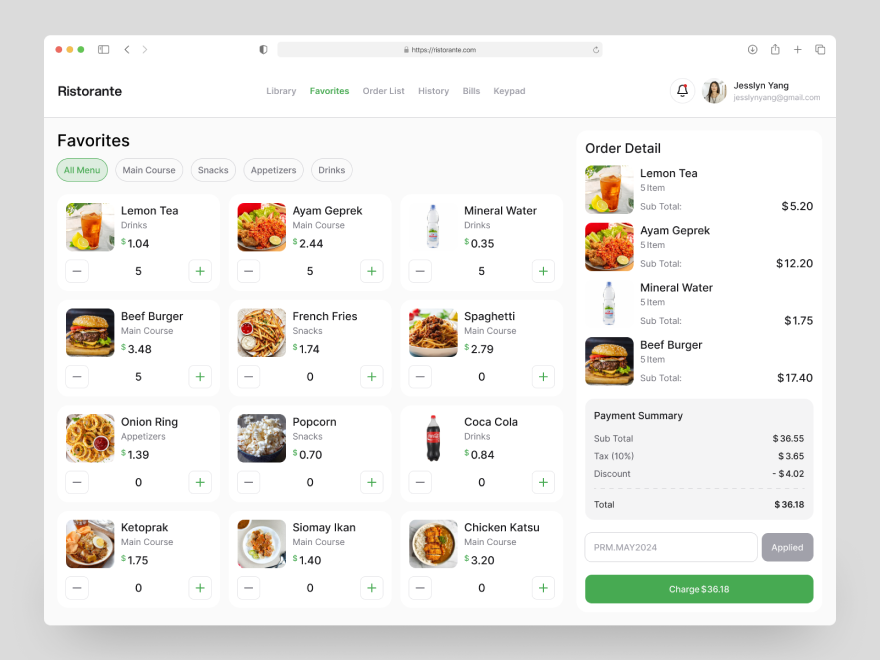 https://ristorante.com
Ristorante
Library Favorites Order List History Bills Keypad
Jesslyn Yang
jesslynyang@gmail.com
Favorites
All Menu Main Course Snacks Appetizers Drinks
Lemon Tea
Drinks
$ 1.04
5
Ayam Geprek
Main Course
$ 2.44
5
Mineral Water
Drinks
$ 0.35
5
Beef Burger
Main Course
$ 3.48
5
French Fries
Snacks
$ 1.74
0
Spaghetti
Main Course
$ 2.79
0
Onion Ring
Appetizers
$ 1.39
0
Popcorn
Snacks
$ 0.70
0
Coca Cola
Drinks
$ 0.84
0
Ketoprak
Main Course
$ 1.75
0
Siomay Ikan
Main Course
$ 1.40
0
Chicken Katsu
Main Course
$ 3.20
0
Order Detail
Lemon Tea
5 Item
Sub Total: $ 5.20
Ayam Geprek
5 Item
Sub Total: $ 12.20
Mineral Water
5 Item
Sub Total: $ 1.75
Beef Burger
5 Item
Sub Total: $ 17.40
Payment Summary
Sub Total $ 36.55
Tax (10%) $ 3.65
Discount - $ 4.02
Total $ 36.18
PRM.MAY2024 Applied
Charge $ 36.18